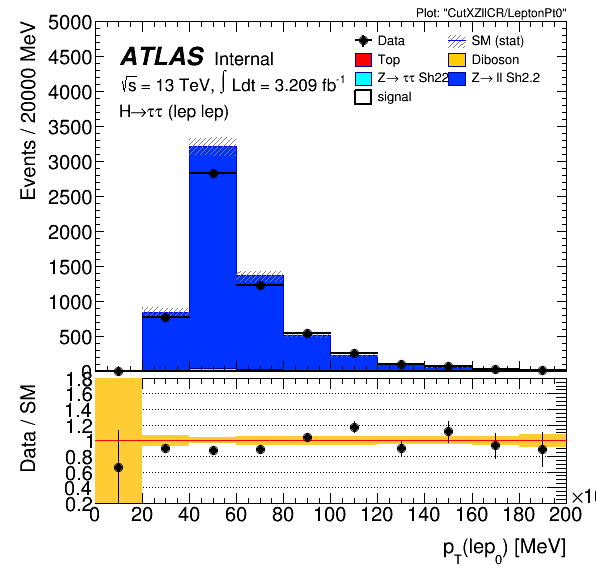 Plot: "CutXZllCR/LeptonPt0"
5000
4500
4000
3500
3000
2500
2000
1500
1000
500
0
Events / 20000 MeV
ATLAS Internal
√s = 13 TeV, ∫ Ldt = 3.209 fb⁻¹
H→ττ (lep lep)
Data
SM (stat)
Top
Diboson
Z→ ττ Sh22
Z→ ll Sh2.2
signal
1.8
1.6
1.4
1.2
1
0.8
0.6
0.4
0.2
Data / SM
0 20 40 60 80 100 120 140 160 180 200
p_T(lep_0) [MeV]